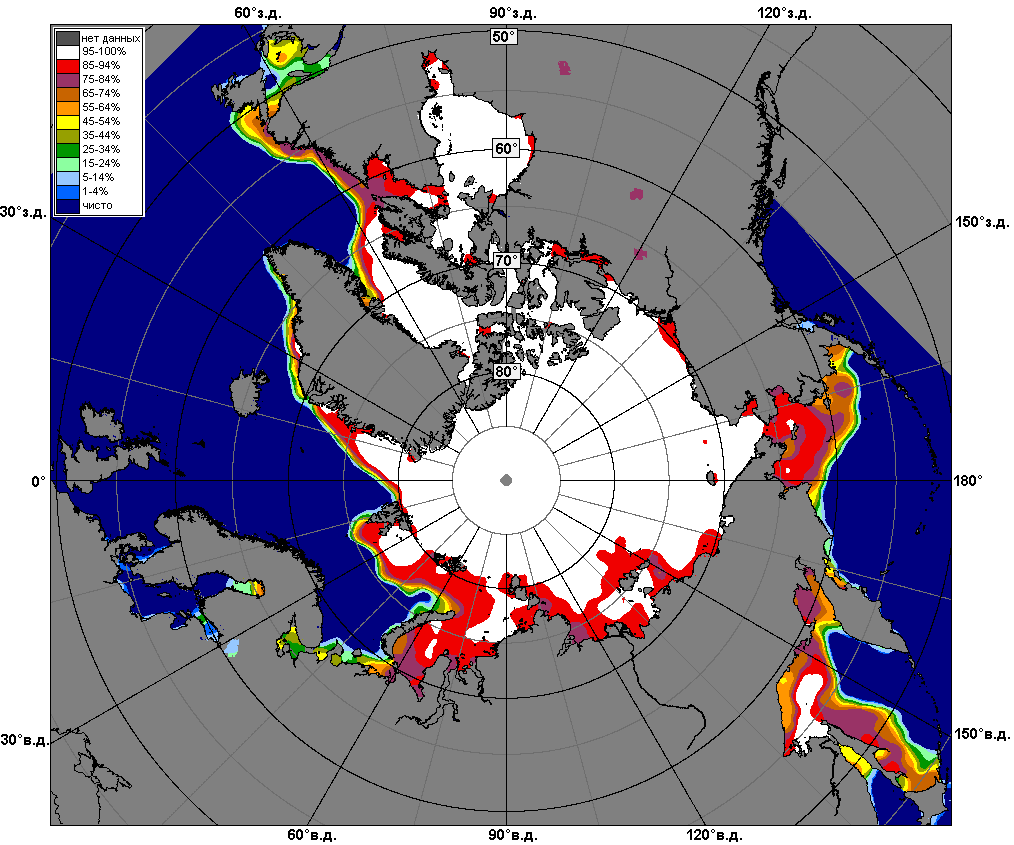 60°з.д.
90°з.д.
120°з.д.
нет данных
95-100%
85-94%
75-84%
65-74%
55-64%
45-54%
35-44%
25-34%
15-24%
5-14%
1-4%
чисто
50°
60°
70°
80°
30°з.д.
150°з.д.
0°
180°
30°в.д.
150°в.д.
60°в.д.
90°в.д.
120°в.д.